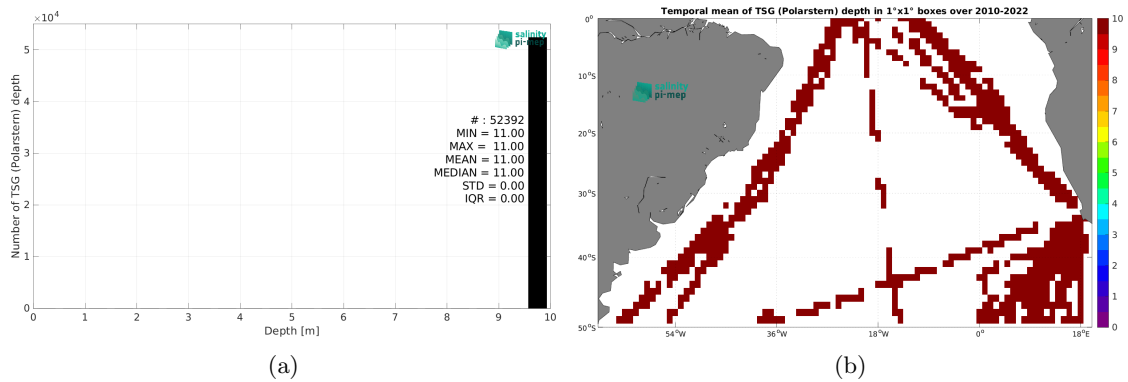 ×10⁴
5
4
3
2
1
0
Number of TSG (Polarstern) depth
salinity
pi-mep
# : 52392
MIN = 11.00
MAX = 11.00
MEAN = 11.00
MEDIAN = 11.00
STD = 0.00
IQR = 0.00
0 1 2 3 4 5 6 7 8 9 10
Depth [m]
(a)
Temporal mean of TSG (Polarstern) depth in 1°x1° boxes over 2010-2022
0°
10°S
20°S
30°S
40°S
50°S
salinity
pi-mep
54°W 36°W 18°W 0° 18°E
10
9
8
7
6
5
4
3
2
1
0
(b)